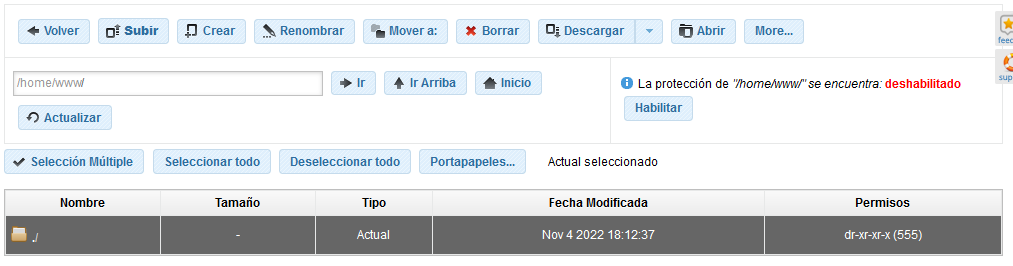 Volver Subir Crear Renombrar Mover a: Borrar Descargar Abrir More...
/home/www/ Ir Ir Arriba Inicio
Actualizar
La protección de "/home/www/" se encuentra: deshabilitado
Habilitar
Selección Múltiple Seleccionar todo Deseleccionar todo Portapapeles... Actual seleccionado
Nombre Tamaño Tipo Fecha Modificada Permisos
./ - Actual Nov 4 2022 18:12:37 dr-xr-xr-x (555)